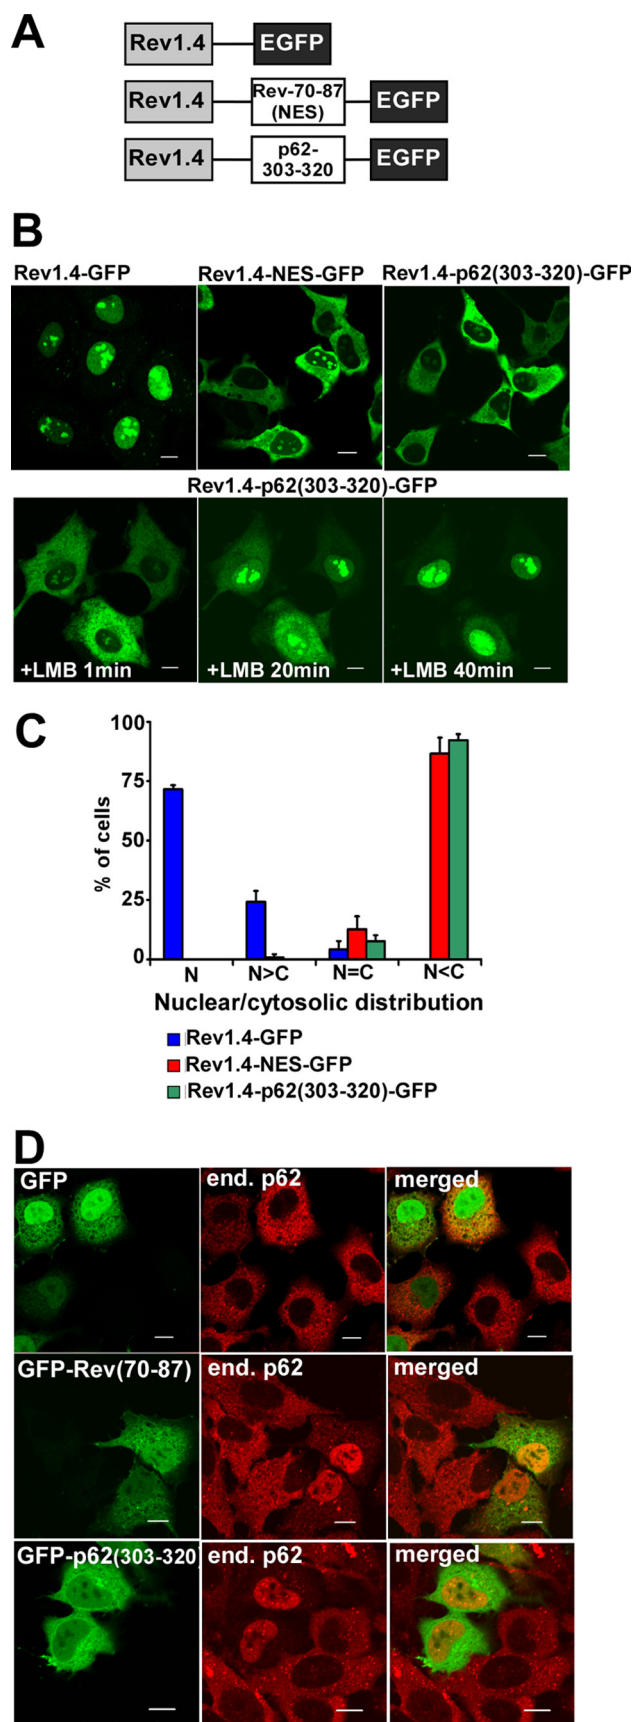 A
Rev1.4 EGFP
Rev1.4 Rev-70-87 (NES) EGFP
Rev1.4 p62-303-320 EGFP
B
Rev1.4-GFP Rev1.4-NES-GFP Rev1.4-p62(303-320)-GFP
Rev1.4-p62(303-320)-GFP
+LMB 1min +LMB 20min +LMB 40min
C
100
75
50
25
0
% of cells
N N>C N=C N<C
Nuclear/cytosolic distribution
Rev1.4-GFP
Rev1.4-NES-GFP
Rev1.4-p62(303-320)-GFP
D
GFP end. p62 merged
GFP-Rev(70-87) end. p62 merged
GFP-p62(303-320) end. p62 merged